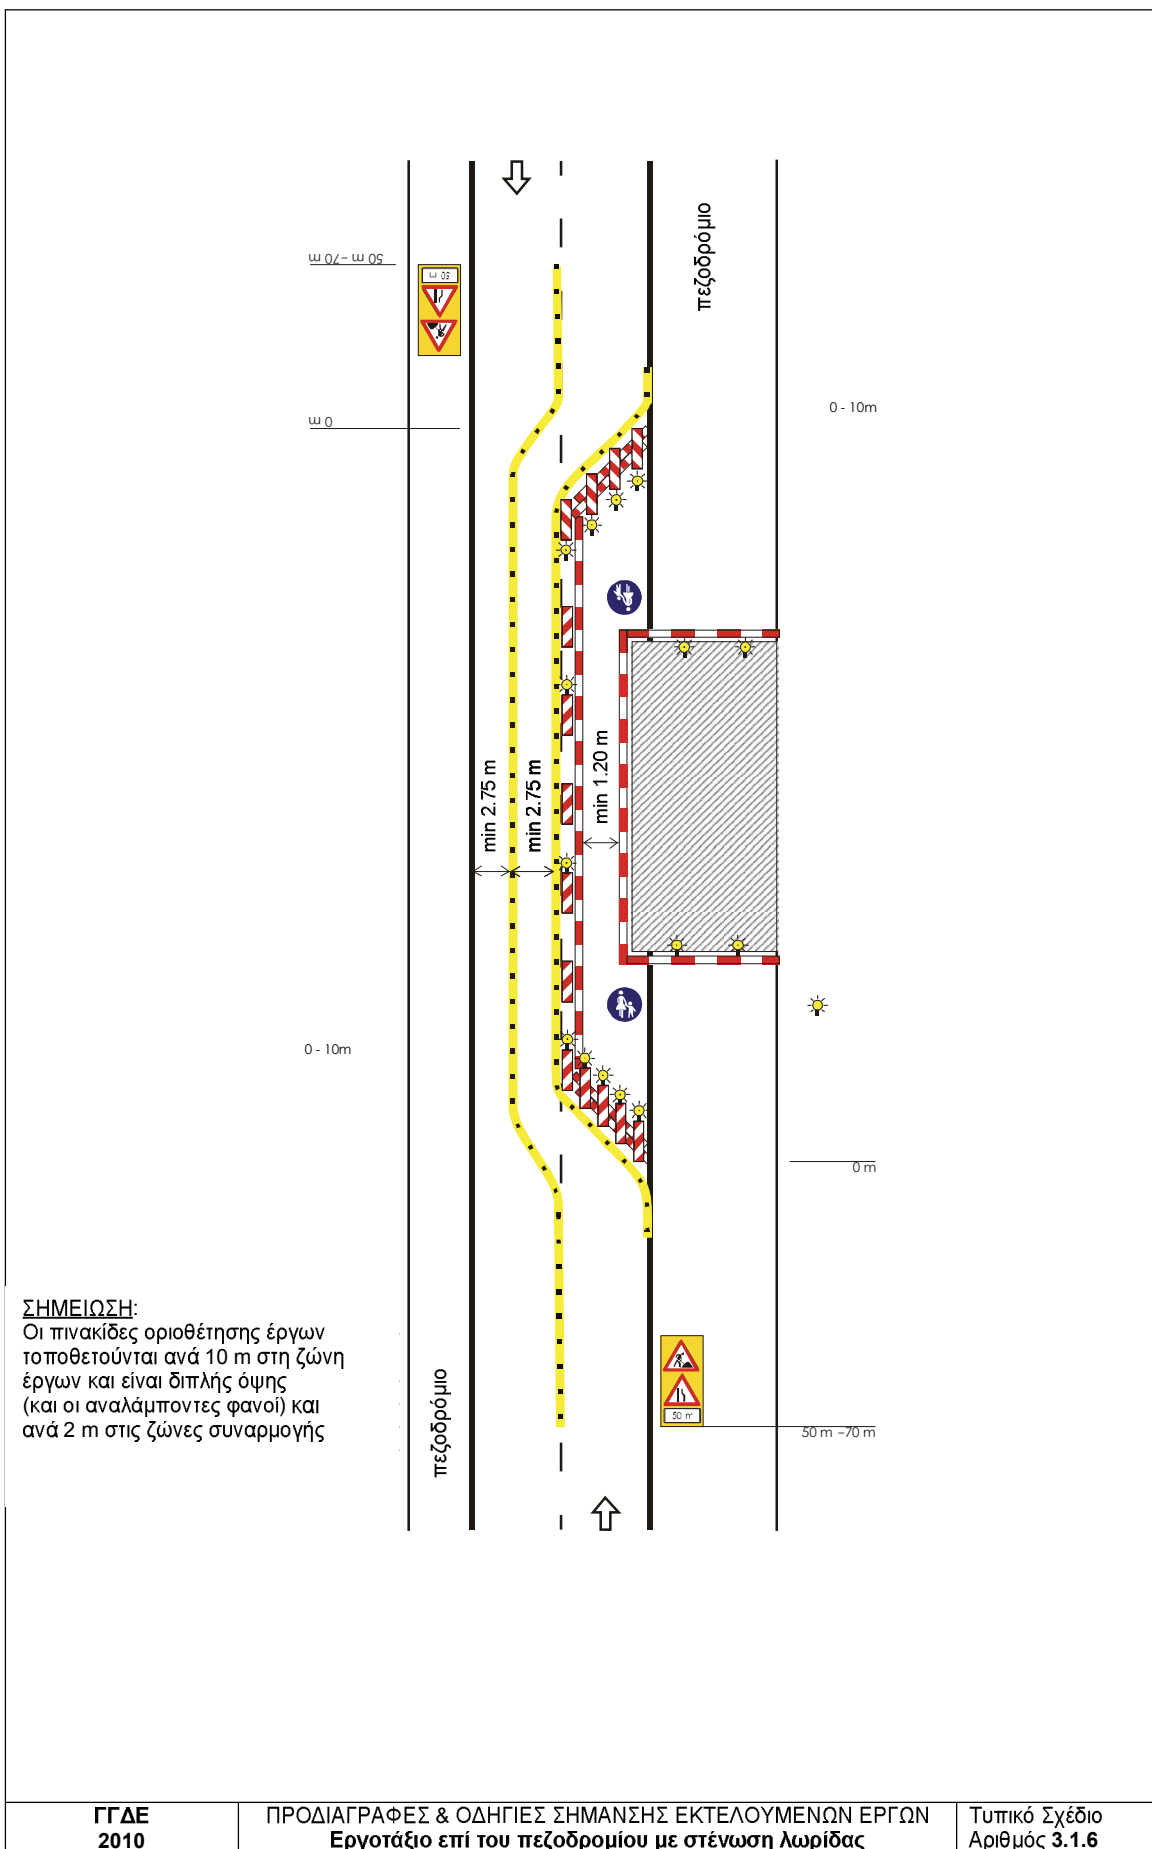 πεζοδρόμιο
50 m -70 m
50 m
0 m
0 - 10m
min 2.75 m
min 2.75 m
min 1.20 m
0 - 10m
0 m
ΣΗΜΕΙΩΣΗ:
Οι πινακίδες οριοθέτησης έργων
τοποθετούνται ανά 10 m στη ζώνη
έργων και είναι διπλής όψης
(και οι αναλάμποντες φανοί) και
ανά 2 m στις ζώνες συναρμογής
πεζοδρόμιο
50 m
50 m -70 m
ΓΓΔΕ
2010
ΠΡΟΔΙΑΓΡΑΦΕΣ & ΟΔΗΓΙΕΣ ΣΗΜΑΝΣΗΣ ΕΚΤΕΛΟΥΜΕΝΩΝ ΕΡΓΩΝ
Εργοτάξιο επί του πεζοδρομίου με στένωση λωρίδας
Τυπικό Σχέδιο
Αριθμός 3.1.6